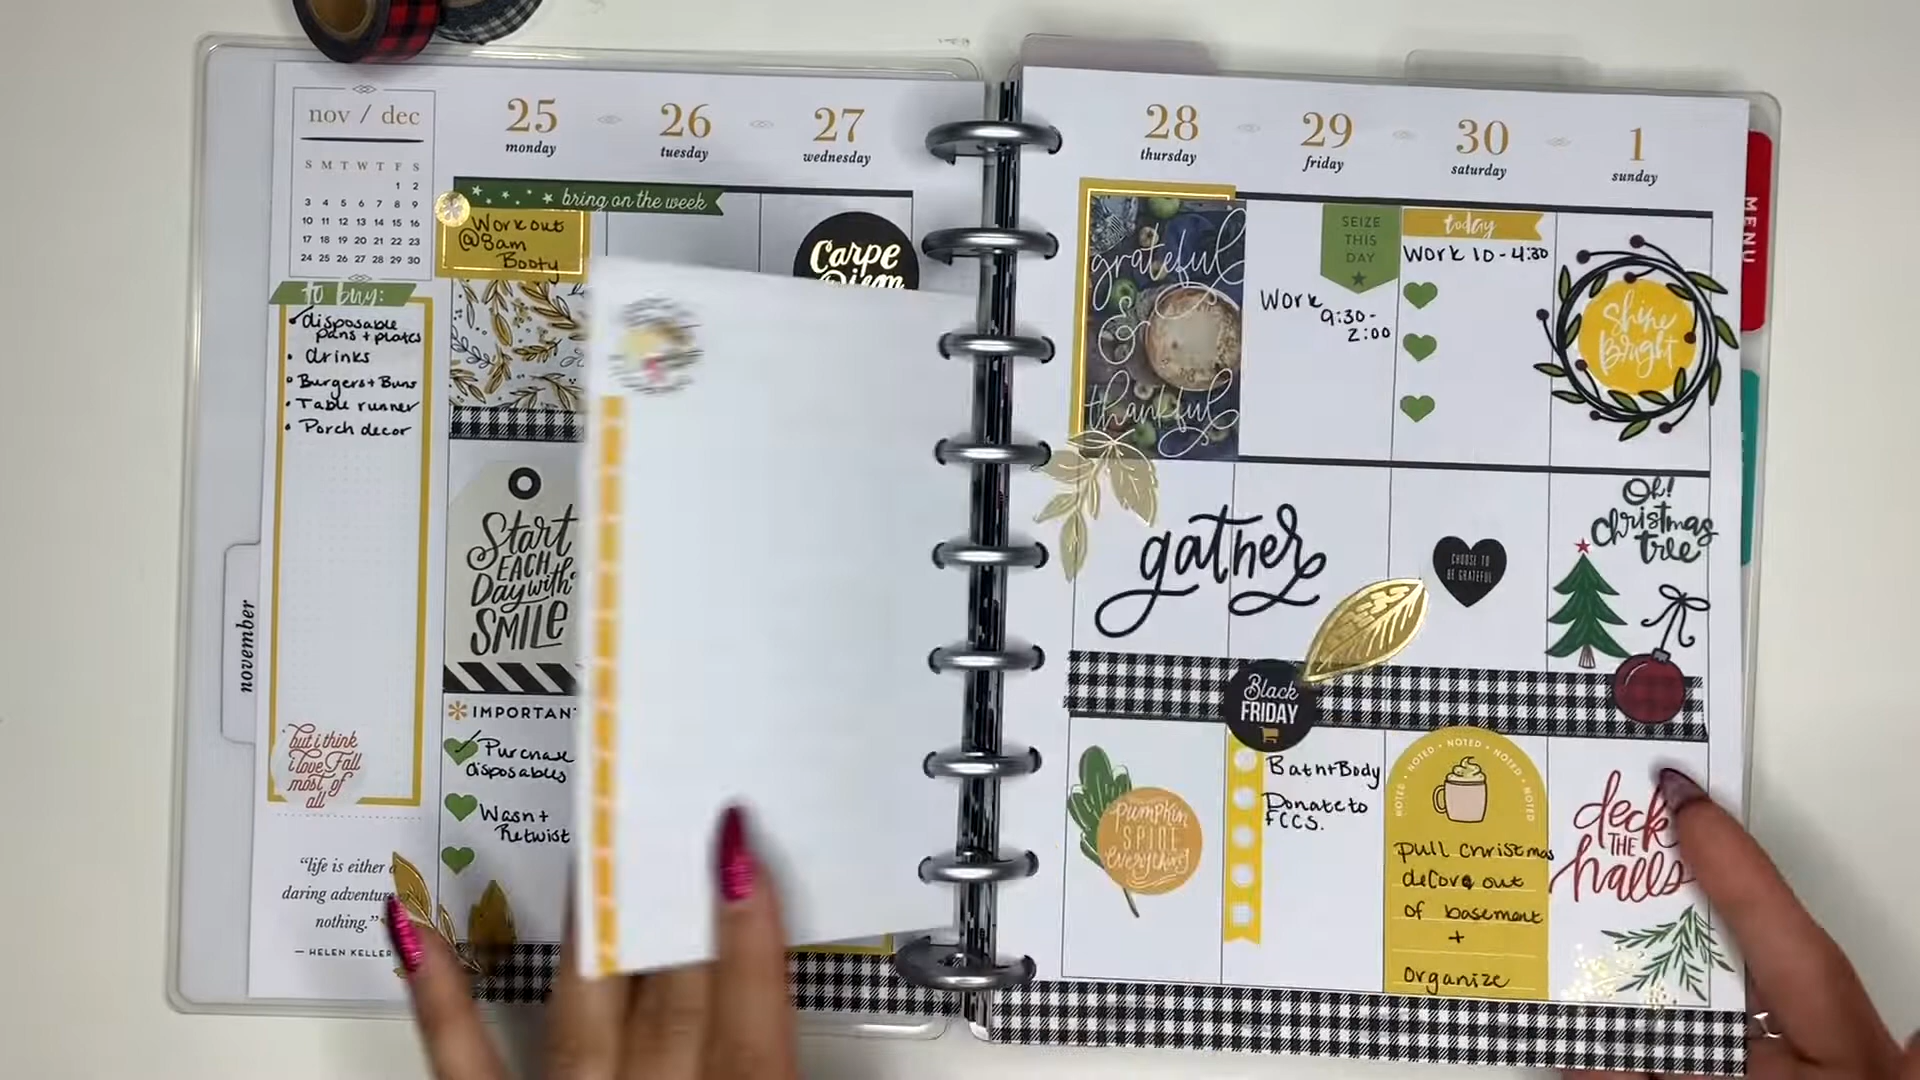 nov / dec
S M T W T F S
1 2
3 4 5 6 7 8 9
10 11 12 13 14 15 16
17 18 19 20 21 22 23
24 25 26 27 28 29 30
to buy:
disposable
pans + plates
• drinks
• Burgers + Buns
• Table runner
• Porch decor
but i think
i love Fall
most of
all
"life is either a
daring adventure
nothing."
— HELEN KELLER
november
25
monday
26
tuesday
27
wednesday
bring on the week
Workout
@8am
Booty
Carpe
Diem
Start
EACH
Day with
SMILE
IMPORTAN
Purchase
disposables
Wash +
Retwist
28
thursday
29
friday
30
saturday
1
sunday
grateful
&
thankful
SEIZE
THIS
DAY
Work
9:30-
2:00
today
Work 10-4:30
Shine
Bright
gather
CHOOSE TO
BE GRATEFUL
Oh!
Christmas
tree
Black
FRIDAY
pumpkin
SPICE
everything
Bath+Body
Donate to
FCCS.
NOTED • NOTED • NOTED • NOTED • NOTED
pull christmas
decora out
of basement
+
Organize
deck
THE
halls
MENU